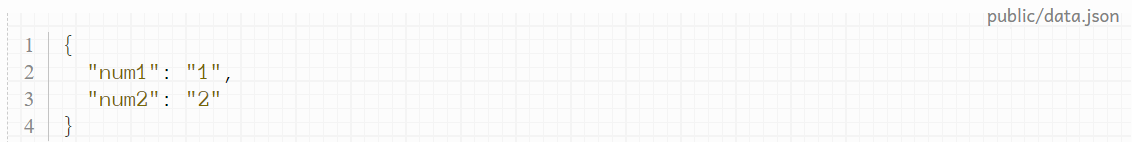 public/data.json
1 {
2   "num1": "1",
3   "num2": "2"
4 }